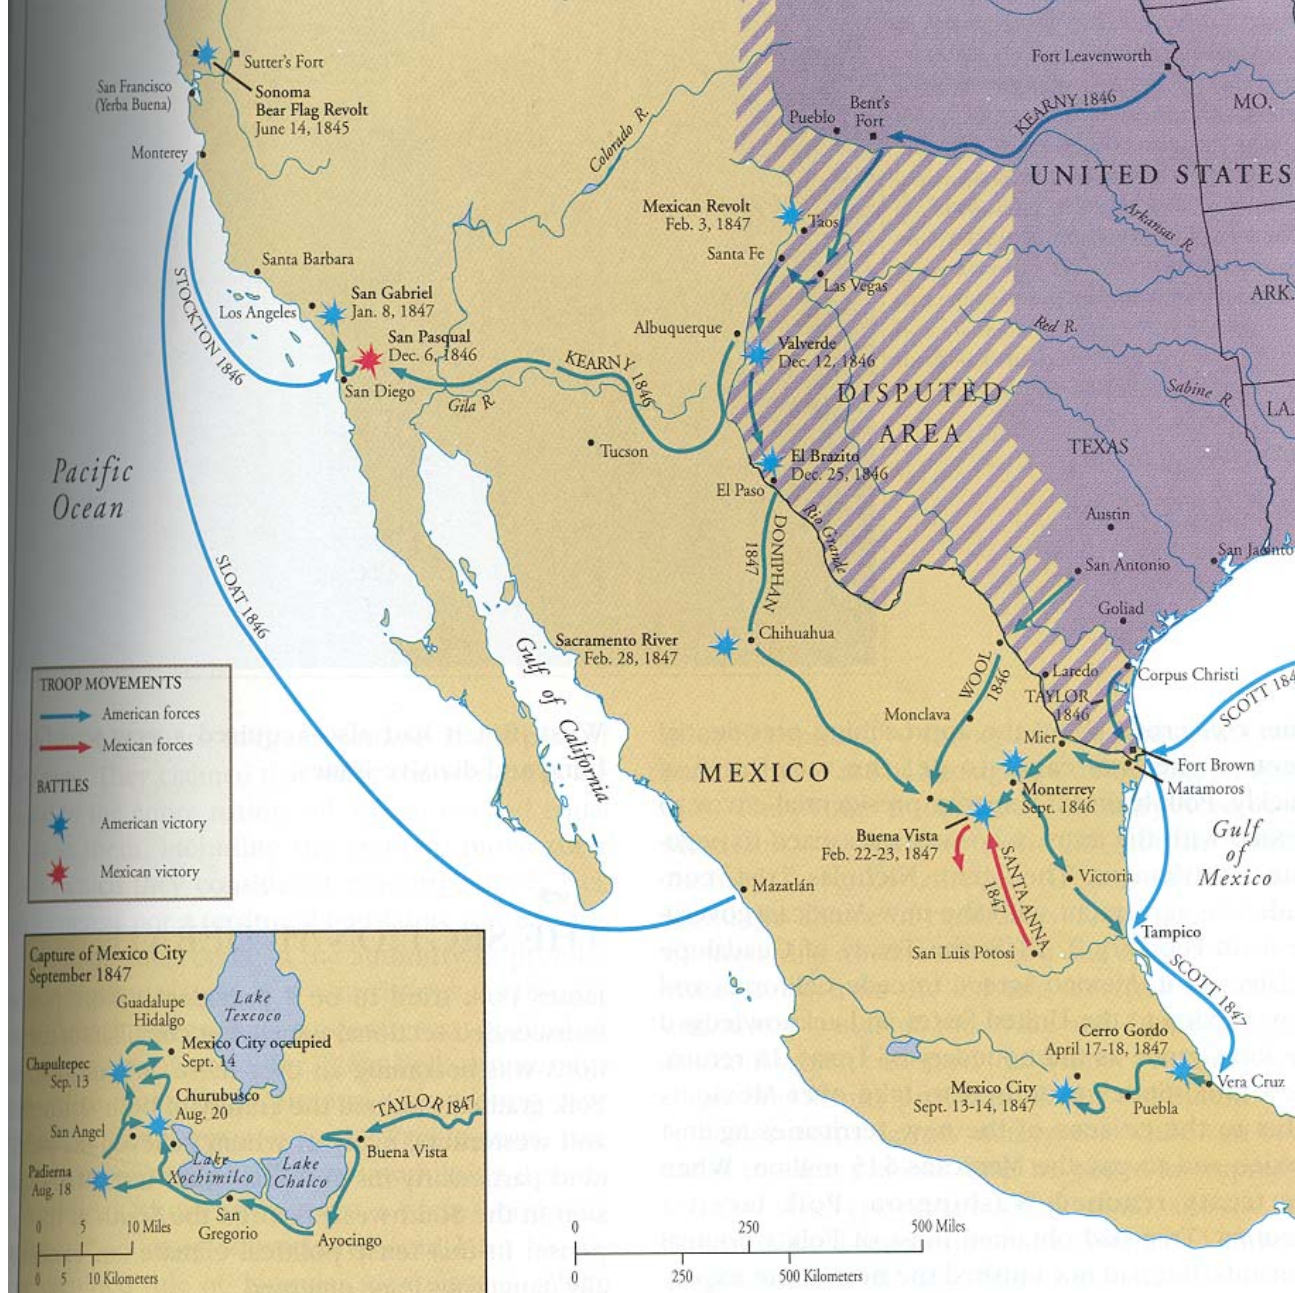 Fort Leavenworth
KEARNY 1846
MO.
Bent's
Fort
Pueblo
UNITED STATES
Arkansas R.
Sutter's Fort
San Francisco
(Yerba Buena)
Sonoma
Bear Flag Revolt
June 14, 1845
Monterey
Colorado R.
Mexican Revolt
Feb. 3, 1847
Taos
Santa Fe
Las Vegas
ARK.
Santa Barbara
Los Angeles
San Gabriel
Jan. 8, 1847
San Pasqual
Dec. 6, 1846
San Diego
STOCKTON 1846
KEARNY 1846
Gila R.
Tucson
Albuquerque
Valverde
Dec. 12, 1846
DISPUTED
AREA
Red R.
Sabine R.
LA.
TEXAS
El Brazito
Dec. 25, 1846
El Paso
Rio Grande
Austin
San Antonio
San Jacinto
Goliad
Pacific
Ocean
SLOAT 1846
DONIPHAN
1847
Sacramento River
Feb. 28, 1847
Chihuahua
Gulf of California
WOOL
1846
Laredo
Corpus Christi
TAYLOR
1846
SCOTT 184
Monclava
Mier
Fort Brown
Matamoros
MEXICO
Monterrey
Sept. 1846
Buena Vista
Feb. 22-23, 1847
Gulf
of
Mexico
SANTA ANNA
1847
Victoria
Mazatlán
Tampico
San Luis Potosi
SCOTT 1847
Cerro Gordo
April 17-18, 1847
Vera Cruz
Mexico City
Sept. 13-14, 1847
Puebla
TROOP MOVEMENTS
American forces
Mexican forces
BATTLES
American victory
Mexican victory
Capture of Mexico City
September 1847
Guadalupe
Hidalgo
Lake
Texcoco
Mexico City occupied
Sept. 14
Chapultepec
Sep. 13
Churubusco
Aug. 20
TAYLOR 1847
San Angel
Buena Vista
Padierna
Aug. 18
Lake
Xochimilco
Lake
Chalco
San
Gregorio
Ayocingo
0 5 10 Miles
0 5 10 Kilometers
0 250 500 Miles
250 500 Kilometers